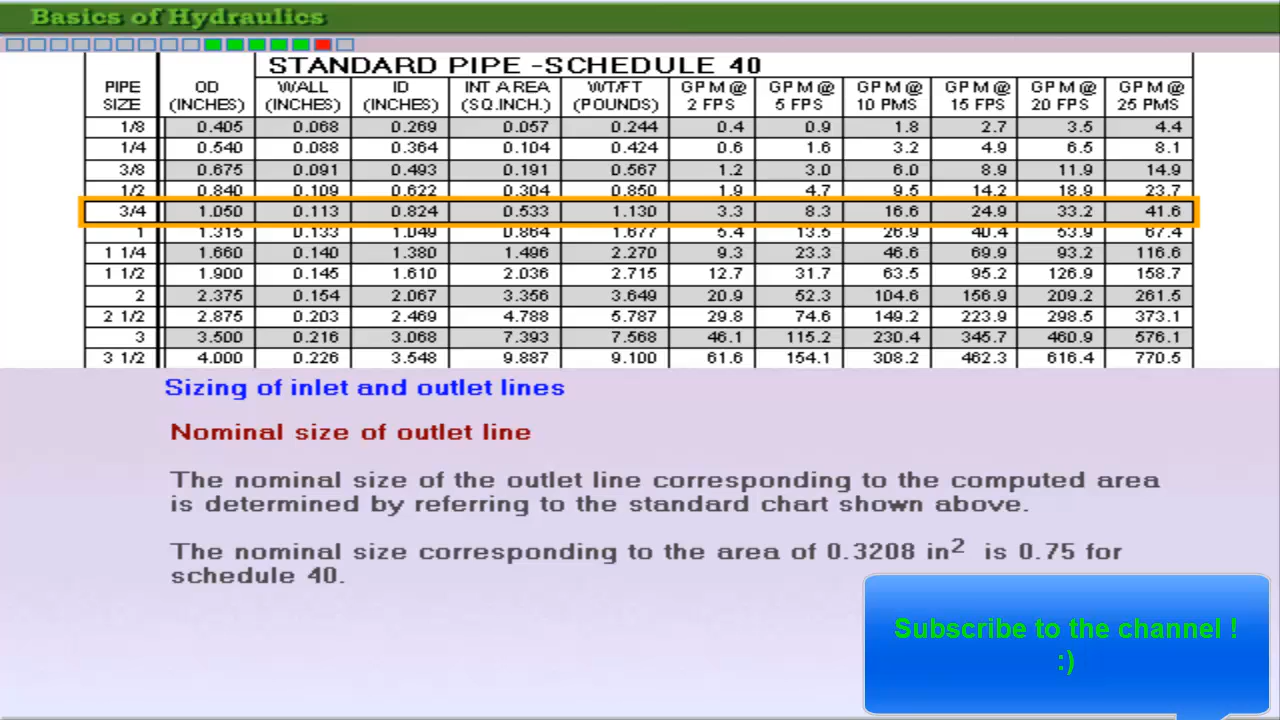 Basics of Hydraulics
STANDARD PIPE -SCHEDULE 40
PIPE SIZE OD (INCHES) WALL (INCHES) ID (INCHES) INT AREA (SQ.INCH.) WT/FT (POUNDS) GPM @ 2 FPS GPM @ 5 FPS GPM @ 10 PMS GPM @ 15 FPS GPM @ 20 FPS GPM @ 25 PMS
1/8 0.405 0.068 0.269 0.057 0.244 0.4 0.9 1.8 2.7 3.5 4.4
1/4 0.540 0.088 0.364 0.104 0.424 0.6 1.6 3.2 4.9 6.5 8.1
3/8 0.675 0.091 0.493 0.191 0.567 1.2 3.0 6.0 8.9 11.9 14.9
1/2 0.840 0.109 0.622 0.304 0.850 1.9 4.7 9.5 14.2 18.9 23.7
3/4 1.050 0.113 0.824 0.533 1.130 3.3 8.3 16.6 24.9 33.2 41.6
1 1.315 0.133 1.049 0.864 1.677 5.4 13.5 26.9 40.4 53.9 67.4
1 1/4 1.660 0.140 1.380 1.496 2.270 9.3 23.3 46.6 69.9 93.2 116.6
1 1/2 1.900 0.145 1.610 2.036 2.715 12.7 31.7 63.5 95.2 126.9 158.7
2 2.375 0.154 2.067 3.356 3.649 20.9 52.3 104.6 156.9 209.2 261.5
2 1/2 2.875 0.203 2.469 4.788 5.787 29.8 74.6 149.2 223.9 298.5 373.1
3 3.500 0.216 3.068 7.393 7.568 46.1 115.2 230.4 345.7 460.9 576.1
3 1/2 4.000 0.226 3.548 9.887 9.100 61.6 154.1 308.2 462.3 616.4 770.5
Sizing of inlet and outlet lines
Nominal size of outlet line
The nominal size of the outlet line corresponding to the computed area
is determined by referring to the standard chart shown above.
The nominal size corresponding to the area of 0.3208 in² is 0.75 for
schedule 40.
Subscribe to the channel !
:)